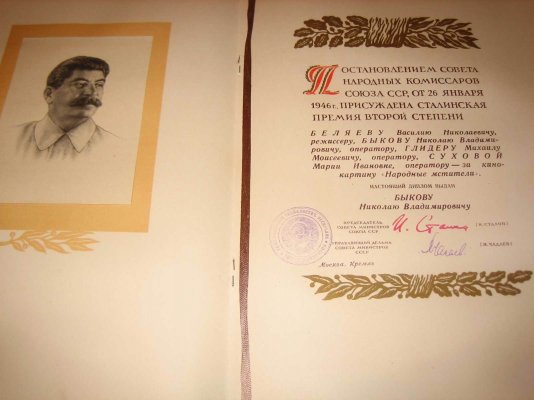 ПОСТАНОВЛЕНИЕМ СОВЕТА
НАРОДНЫХ КОМИССАРОВ
СОЮЗА ССР, ОТ 26 ЯНВАРЯ
1946 г. ПРИСУЖДЕНА СТАЛИНСКАЯ
ПРЕМИЯ ВТОРОЙ СТЕПЕНИ
БЕЛЯЕВУ Василию Николаевичу,
режиссеру, БЫКОВУ Николаю Владими-
ровичу, оператору, ГЛИДЕРУ Михаилу
Моисеевичу, оператору, СУХОВОЙ
Марии Ивановне, оператору — за кино-
картину «Народные мстители».
НАСТОЯЩИЙ ДИПЛОМ ВЫДАН
БЫКОВУ
Николаю Владимировичу
ПРЕДСЕДАТЕЛЬ
СОВЕТА МИНИСТРОВ
СОЮЗА ССР
И. Сталин
(И. СТАЛИН)
УПРАВЛЯЮЩИЙ ДЕЛАМИ
СОВЕТА МИНИСТРОВ
СССР
(Я. ЧАДАЕВ)
Москва. Кремль